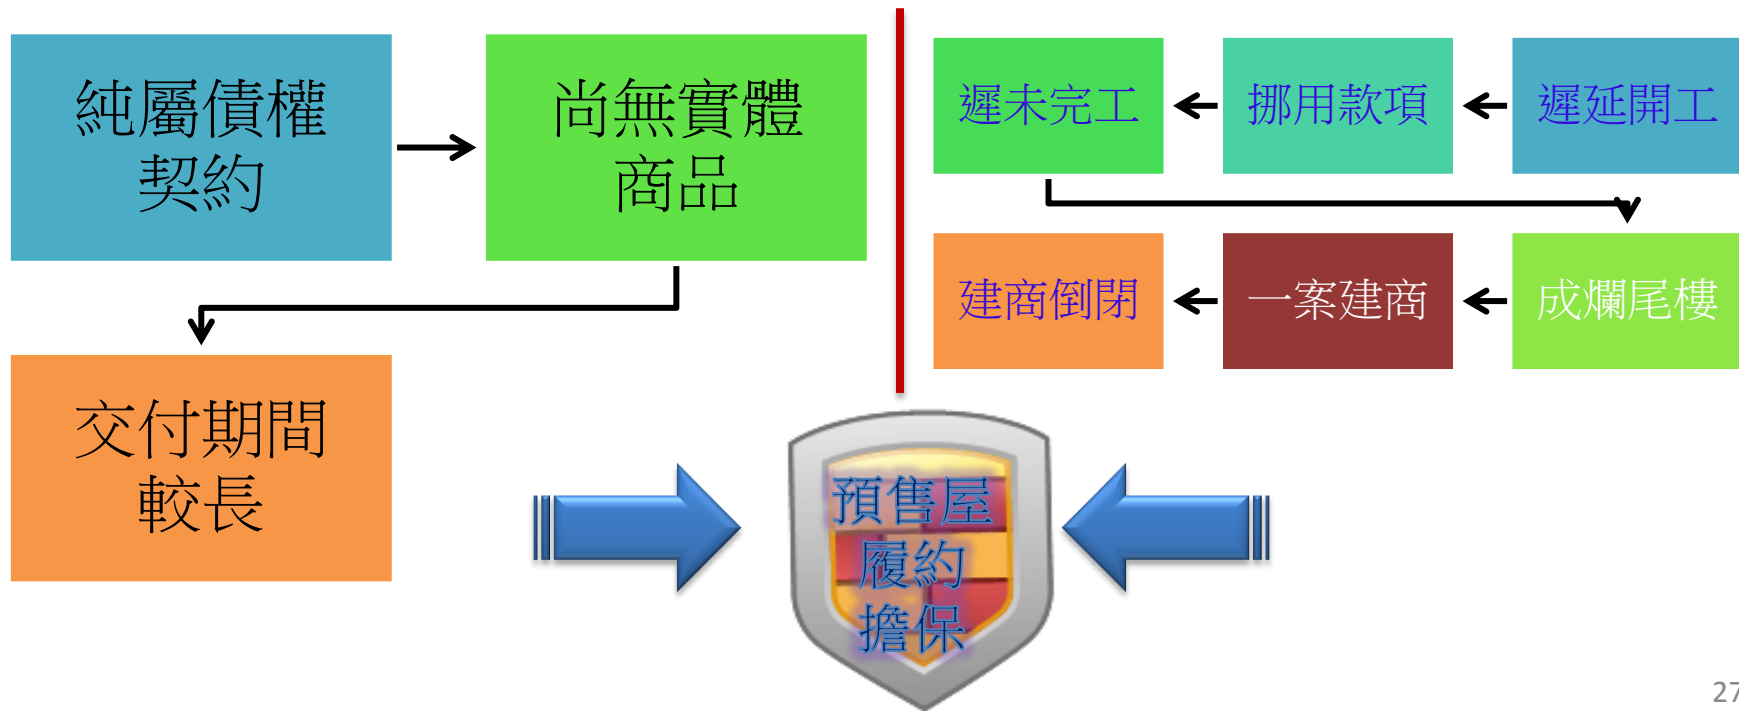 純屬債權
契約
尚無實體
商品
交付期間
較長
遲延開工
挪用款項
遲未完工
成爛尾樓
一案建商
建商倒閉
預售屋
履約
擔保
27